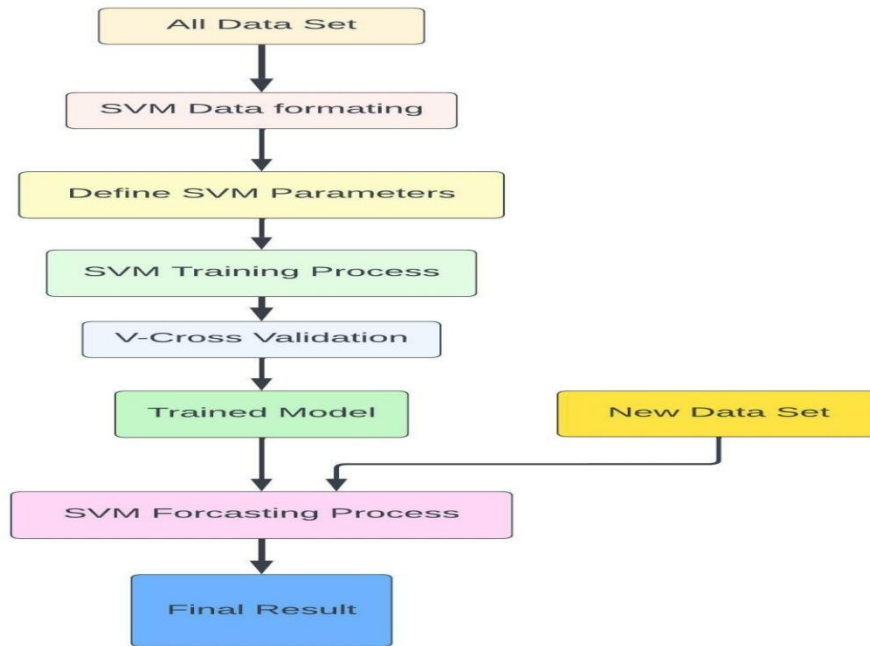 All Data Set
SVM Data formating
Define SVM Parameters
SVM Training Process
V-Cross Validation
Trained Model
New Data Set
SVM Forcasting Process
Final Result